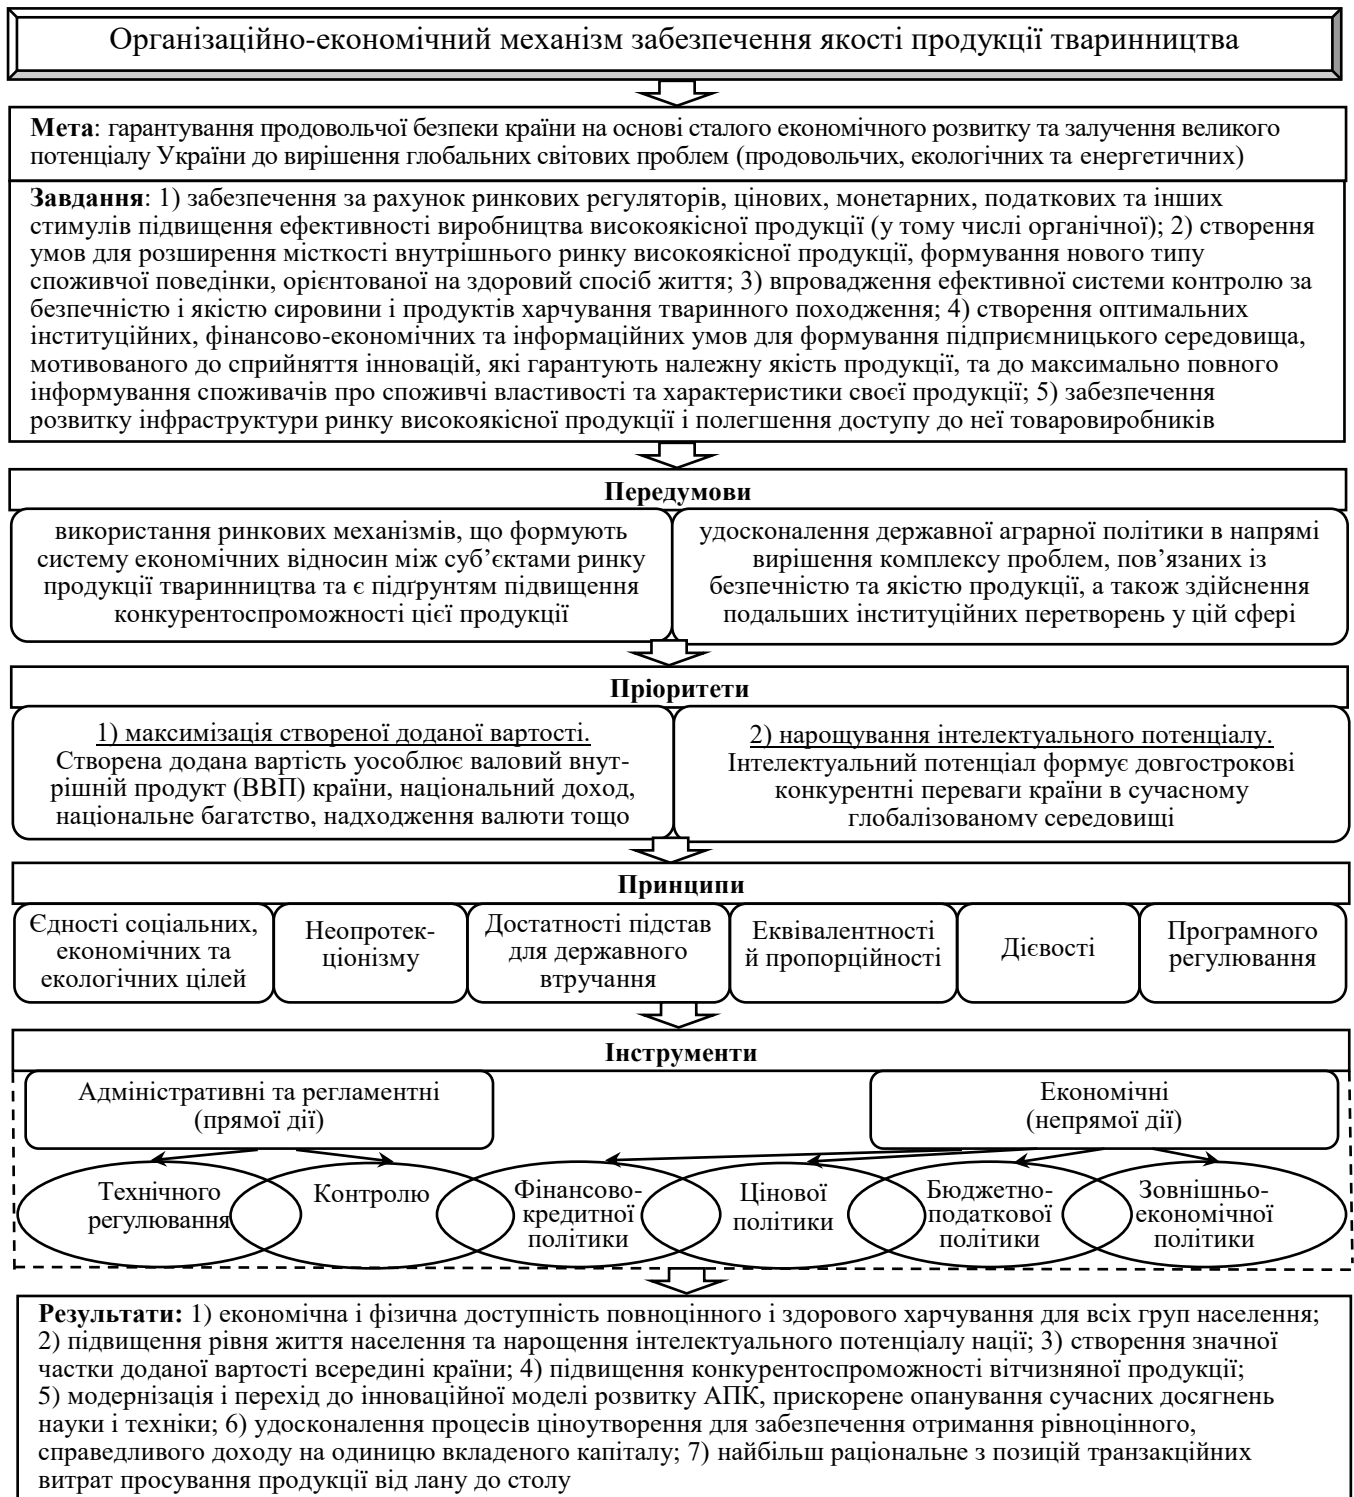 Організаційно-економічний механізм забезпечення якості продукції тваринництва
Мета: гарантування продовольчої безпеки країни на основі сталого економічного розвитку та залучення великого
потенціалу України до вирішення глобальних світових проблем (продовольчих, екологічних та енергетичних)
Завдання: 1) забезпечення за рахунок ринкових регуляторів, цінових, монетарних, податкових та інших
стимулів підвищення ефективності виробництва високоякісної продукції (у тому числі органічної); 2) створення
умов для розширення місткості внутрішнього ринку високоякісної продукції, формування нового типу
споживчої поведінки, орієнтованої на здоровий спосіб життя; 3) впровадження ефективної системи контролю за
безпечністю і якістю сировини і продуктів харчування тваринного походження; 4) створення оптимальних
інституційних, фінансово-економічних та інформаційних умов для формування підприємницького середовища,
мотивованого до сприйняття інновацій, які гарантують належну якість продукції, та до максимально повного
інформування споживачів про споживчі властивості та характеристики своєї продукції; 5) забезпечення
розвитку інфраструктури ринку високоякісної продукції і полегшення доступу до неї товаровиробників
Передумови
використання ринкових механізмів, що формують
систему економічних відносин між суб’єктами ринку
продукції тваринництва та є підґрунтям підвищення
конкурентоспроможності цієї продукції
удосконалення державної аграрної політики в напрямі
вирішення комплексу проблем, пов’язаних із
безпечністю та якістю продукції, а також здійснення
подальших інституційних перетворень у цій сфері
Пріоритети
1) максимізація створеної доданої вартості.
Створена додана вартість уособлює валовий внут-
рішній продукт (ВВП) країни, національний доход,
національне багатство, надходження валюти тощо
2) нарощування інтелектуального потенціалу.
Інтелектуальний потенціал формує довгострокові
конкурентні переваги країни в сучасному
глобалізованому середовищі
Принципи
Єдності соціальних,
економічних та
екологічних цілей
Неопротек-
ціонізму
Достатності підстав
для державного
втручання
Еквівалентності
й пропорційності
Дієвості
Програмного
регулювання
Інструменти
Адміністративні та регламентні
(прямої дії)
Економічні
(непрямої дії)
Технічного
регулювання
Контролю
Фінансово-
кредитної
політики
Цінової
політики
Бюджетно-
податкової
політики
Зовнішньо-
економічної
політики
Результати: 1) економічна і фізична доступність повноцінного і здорового харчування для всіх груп населення;
2) підвищення рівня життя населення та нарощення інтелектуального потенціалу нації; 3) створення значної
частки доданої вартості всередині країни; 4) підвищення конкурентоспроможності вітчизняної продукції;
5) модернізація і перехід до інноваційної моделі розвитку АПК, прискорене опанування сучасних досягнень
науки і техніки; 6) удосконалення процесів ціноутворення для забезпечення отримання рівноцінного,
справедливого доходу на одиницю вкладеного капіталу; 7) найбільш раціональне з позицій транзакційних
витрат просування продукції від лану до столу